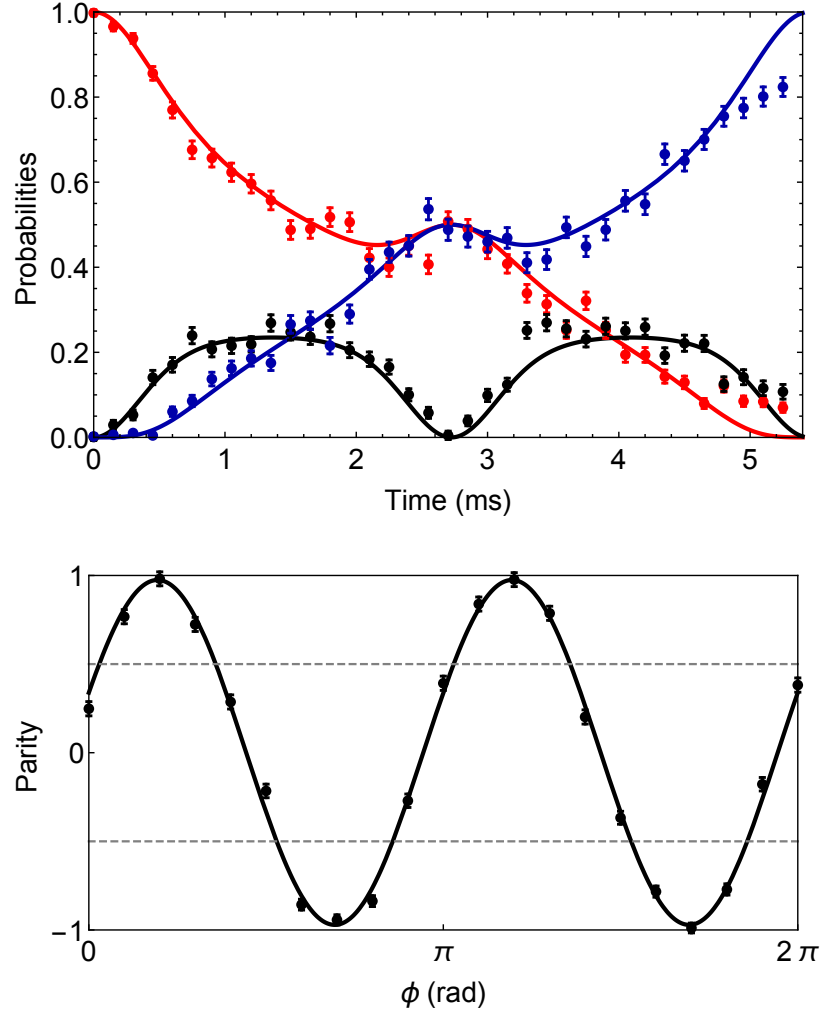 1.0
0.8
0.6
0.4
0.2
0.0
Probabilities
0 1 2 3 4 5
Time (ms)
1
0
−1
Parity
0 π 2 π
ϕ (rad)